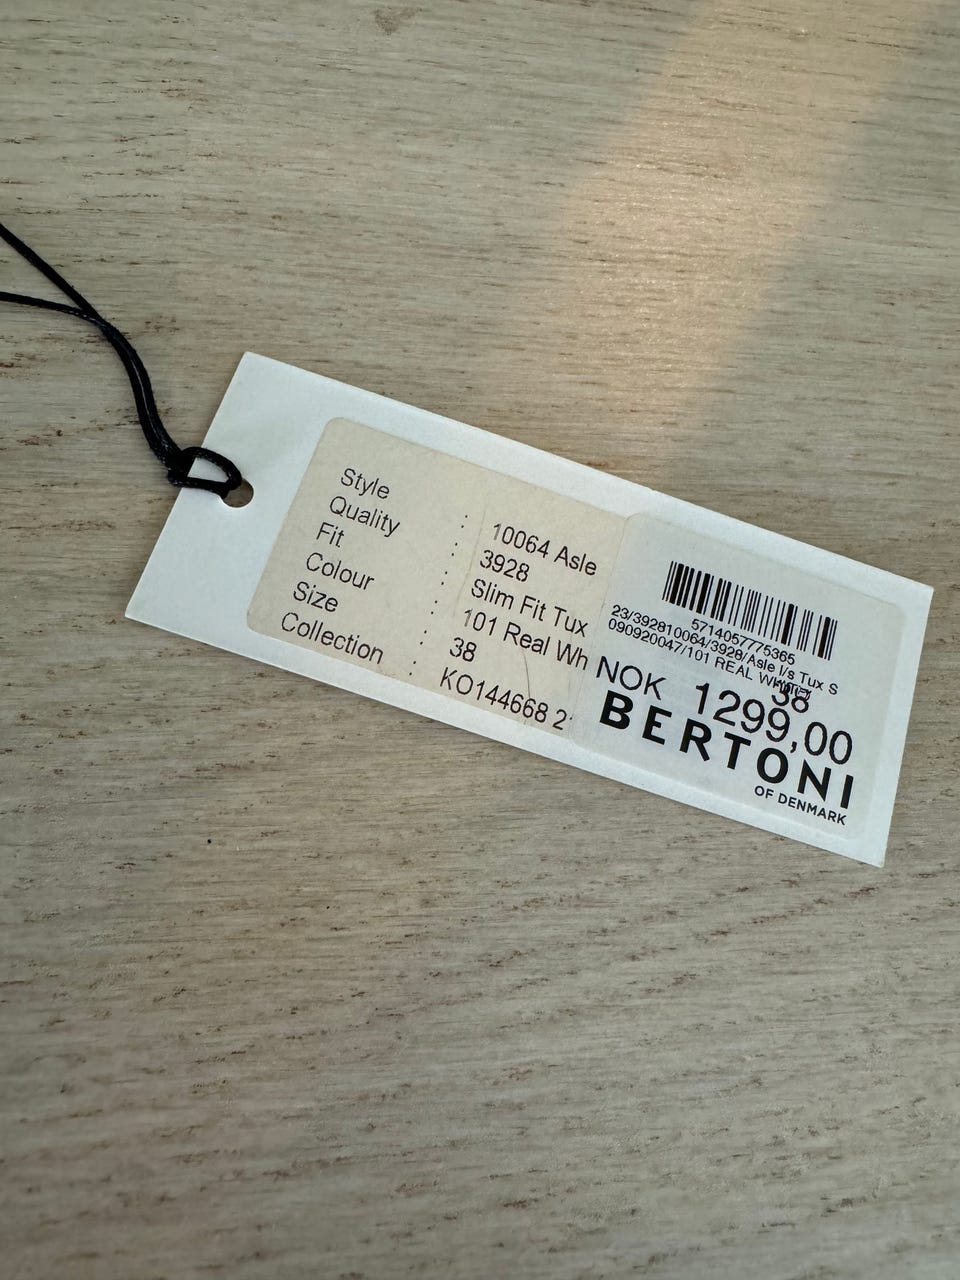 Style : 10064 Asle
Quality : 3928
Fit : Slim Fit Tux
Colour : 101 Real Wh
Size : 38
Collection : KO144668 2
5714057775365
23/392810064/3928/Asle l/s Tux S
090920047/101 REAL WHITE
38
NOK 1299,00
BERTONI
OF DENMARK